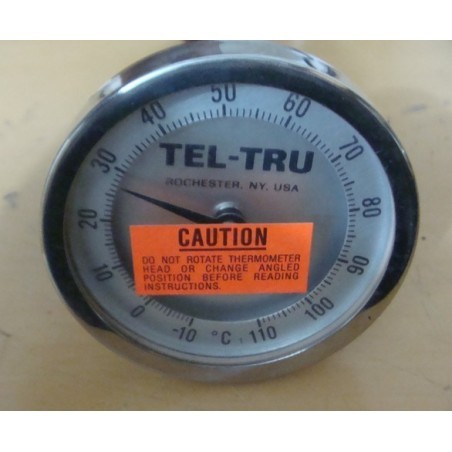 50
40
60
30
70
TEL-TRU
ROCHESTER, NY. USA
20
80
CAUTION
DO NOT ROTATE THERMOMETER
HEAD OR CHANGE ANGLED
POSITION BEFORE READING
INSTRUCTIONS.
10
90
0
100
-10
°C
110